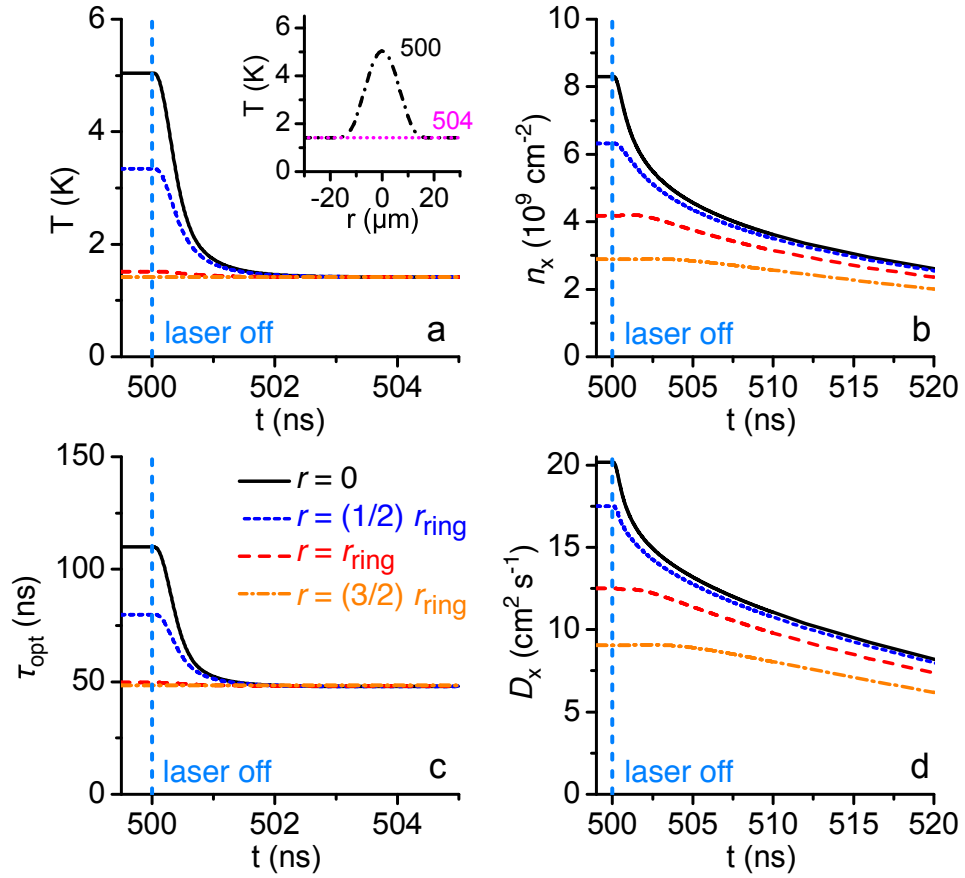 6
4
2
0
T (K)
500 502 504
t (ns)
laser off
a
6
4
2
0
T (K)
-20 0 20
r (μm)
500
504
10
8
6
4
2
0
n_x (10^9 cm^-2)
500 505 510 515 520
t (ns)
laser off
b
150
100
50
0
τ_opt (ns)
500 502 504
t (ns)
r = 0
r = (1/2) r_ring
r = r_ring
r = (3/2) r_ring
laser off
c
20
15
10
5
0
D_x (cm^2 s^-1)
500 505 510 515 520
t (ns)
laser off
d